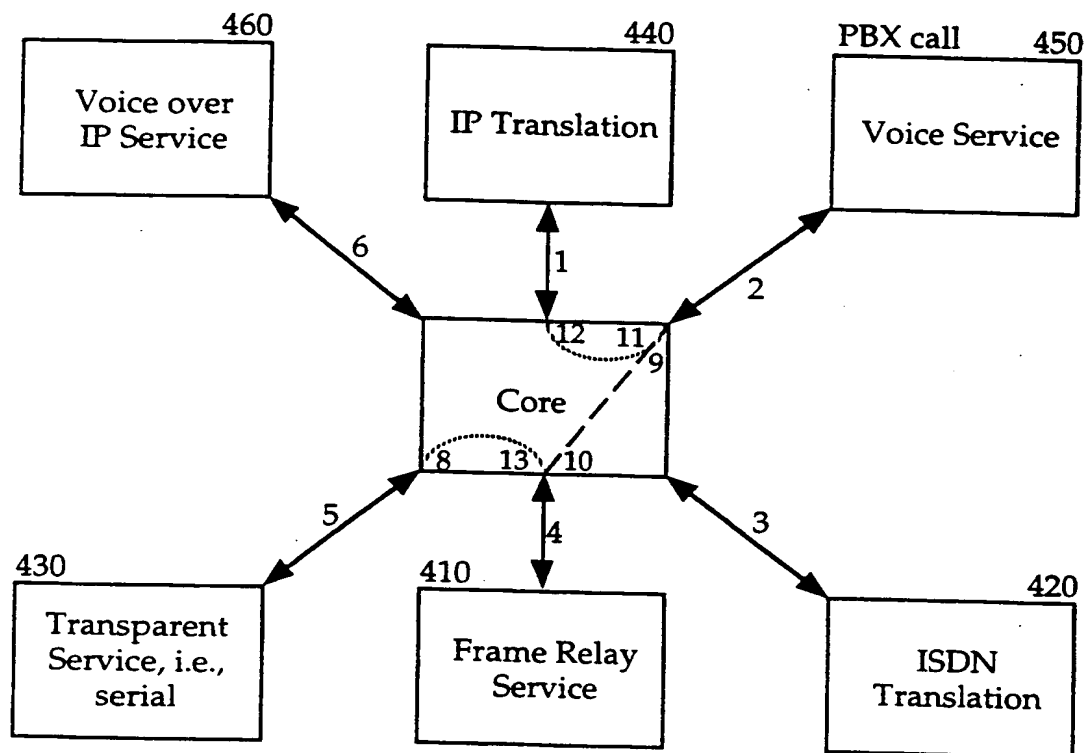 460
Voice over
IP Service
440
IP Translation
PBX call 450
Voice Service
6
1
2
12 11
9
Core
8 13 10
5
4
3
430
Transparent
Service, i.e.,
serial
410
Frame Relay
Service
420
ISDN
Translation